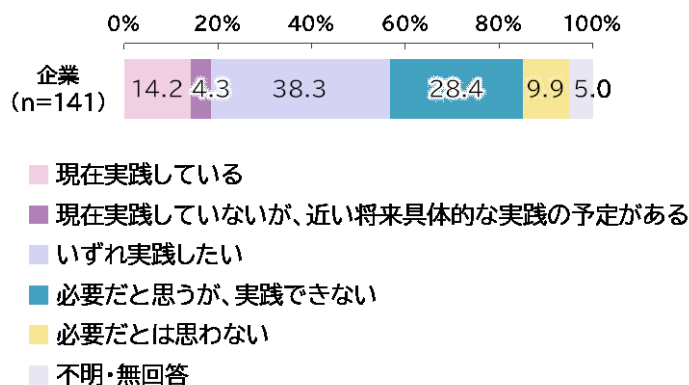 0% 20% 40% 60% 80% 100%
企業
(n=141)
14.2 4.3 38.3 28.4 9.9 5.0
現在実践している
現在実践していないが、近い将来具体的な実践の予定がある
いずれ実践したい
必要だと思うが、実践できない
必要だとは思わない
不明・無回答